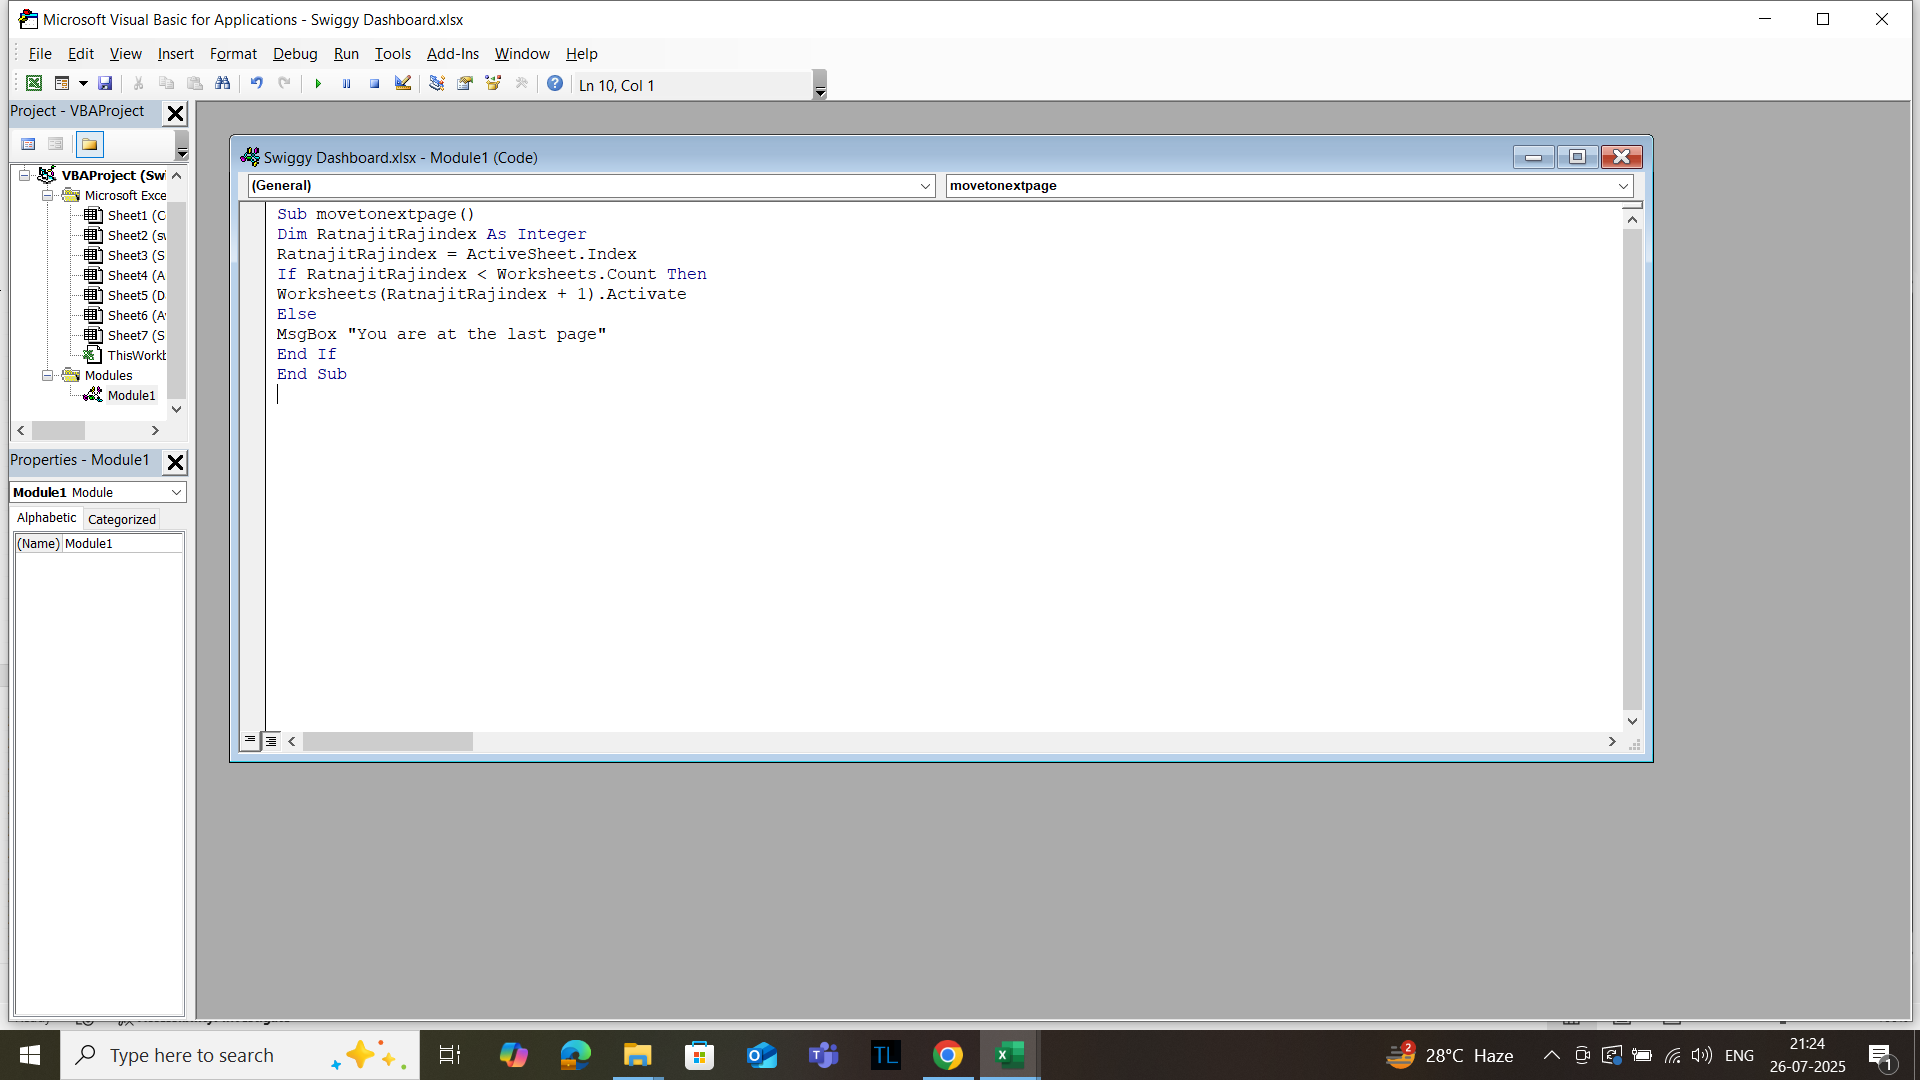 Microsoft Visual Basic for Applications - Swiggy Dashboard.xlsx
File Edit View Insert Format Debug Run Tools Add-Ins Window Help
Ln 10, Col 1
Project - VBAProject
VBAProject (Swi
Microsoft Exce
Sheet1 (C
Sheet2 (sw
Sheet3 (S
Sheet4 (A
Sheet5 (D
Sheet6 (A
Sheet7 (S
ThisWorkb
Modules
Module1
Properties - Module1
Module1 Module
Alphabetic Categorized
(Name) Module1
Swiggy Dashboard.xlsx - Module1 (Code)
(General) movetonextpage
Sub movetonextpage()
Dim RatnajitRajindex As Integer
RatnajitRajindex = ActiveSheet.Index
If RatnajitRajindex < Worksheets.Count Then
Worksheets(RatnajitRajindex + 1).Activate
Else
MsgBox "You are at the last page"
End If
End Sub
Type here to search
TL
2
28°C Haze
ENG
21:24
26-07-2025
1